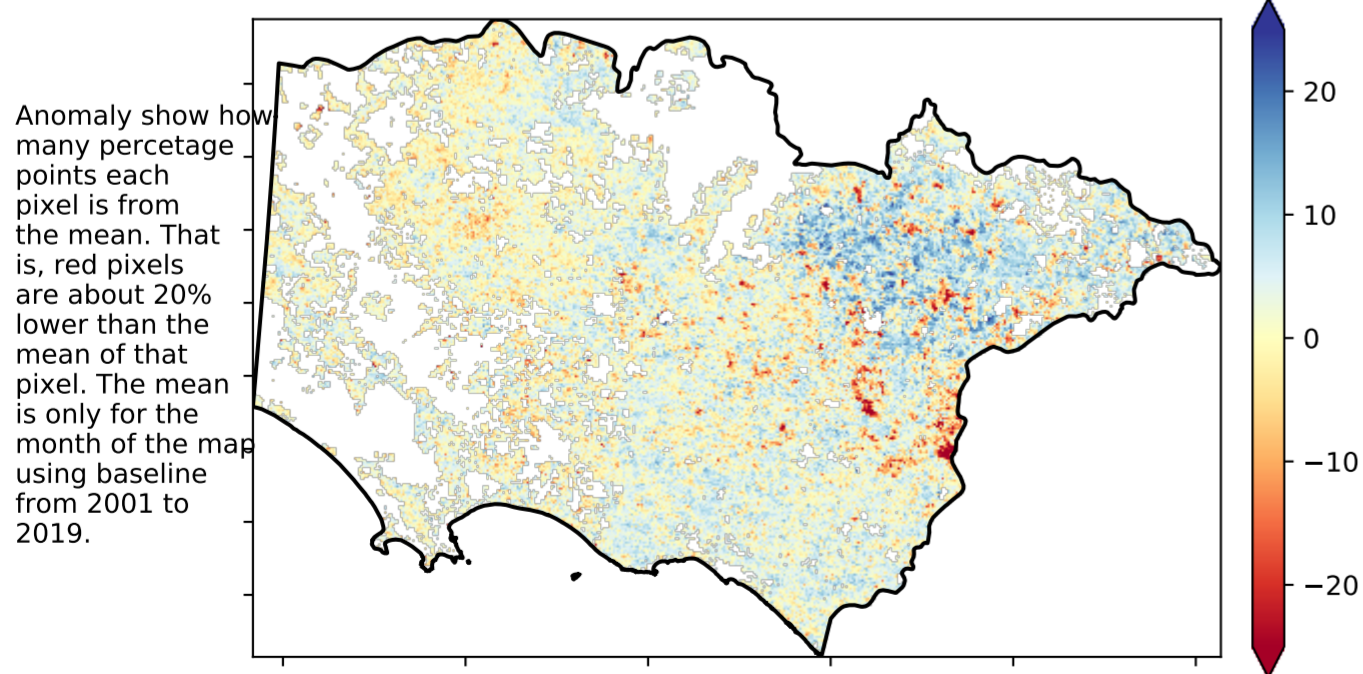 Anomaly show how
many percetage
points each
pixel is from
the mean. That
is, red pixels
are about 20%
lower than the
mean of that
pixel. The mean
is only for the
month of the map
using baseline
from 2001 to
2019.
20
10
0
−10
−20